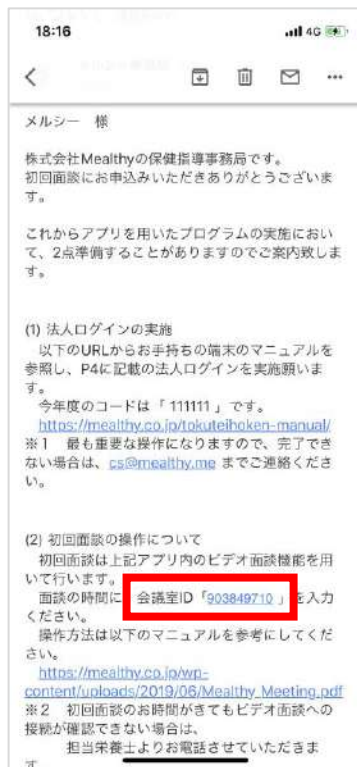 18:16
4G
メルシー　様
株式会社Mealthyの保健指導事務局です。
初回面談にお申込みいただきありがとうございま
す。
これからアプリを用いたプログラムの実施におい
て、2点準備することがありますのでご案内致しま
す。
(1) 法人ログインの実施
以下のURLからお手持ちの端末のマニュアルを
参照し、P4に記載の法人ログインを実施願いま
す。
今年度のコードは「 111111 」です。
https://mealthy.co.jp/tokuteihoken-manual/
※１　最も重要な操作になりますので、完了でき
ない場合は、cs@mealthy.me までご連絡くださ
い。
(2) 初回面談の操作について
初回面談は上記アプリ内のビデオ面談機能を用
いて行います。
面談の時間に　会議室ID「903849710 」を入力
ください。
操作方法は以下のマニュアルを参考にしてくだ
さい。
https://mealthy.co.jp/wp-
content/uploads/2019/06/Mealthy_Meeting.pdf
※２　初回面談のお時間がきてもビデオ面談への
接続が確認できない場合は、
担当栄養士よりお電話させていただきま
す